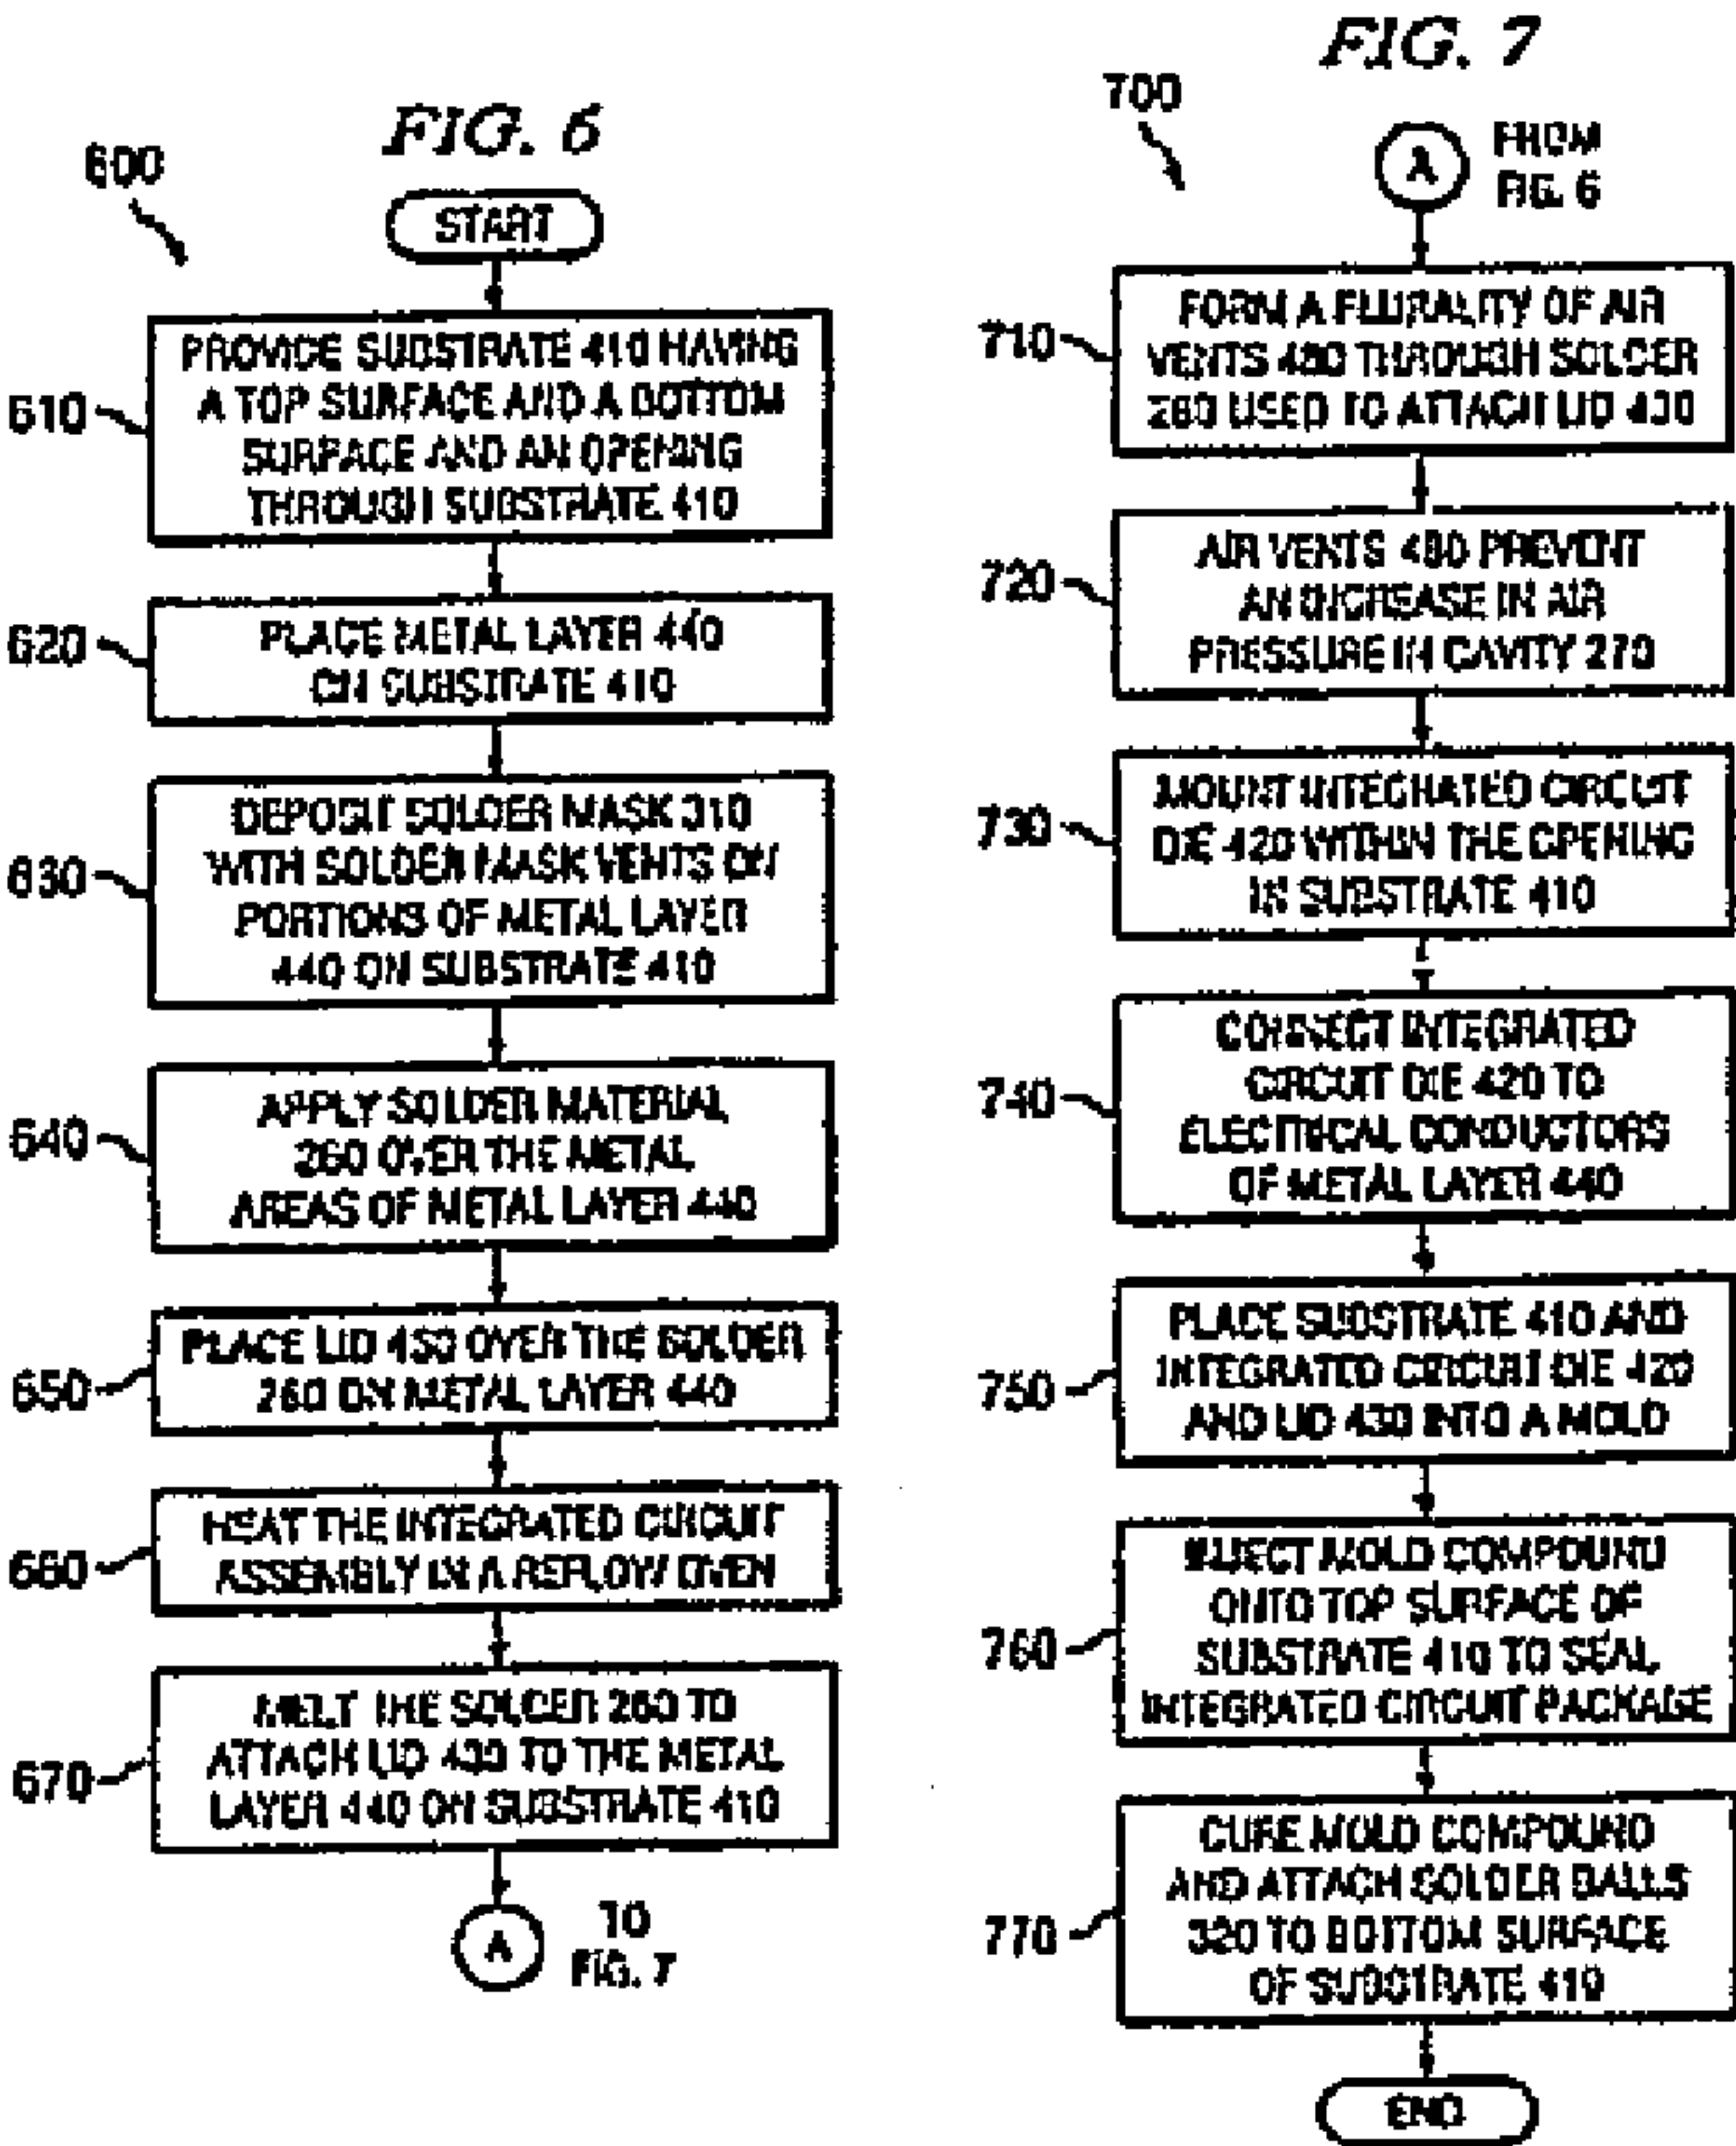 FIG. 6
600
START
610
PROVIDE SUBSTRATE 410 HAVING
A TOP SURFACE AND A BOTTOM
SURFACE AND AN OPENING
THROUGH SUBSTRATE 410
620
PLACE METAL LAYER 440
ON SUBSTRATE 410
630
DEPOSIT SOLDER MASK 310
WITH SOLDER MASK VENTS ON
PORTIONS OF METAL LAYER
440 ON SUBSTRATE 410
640
APPLY SOLDER MATERIAL
260 OVER THE METAL
AREAS OF METAL LAYER 440
650
PLACE LID 430 OVER THE SOLDER
260 ON METAL LAYER 440
660
HEAT THE INTEGRATED CIRCUIT
ASSEMBLY IN A REFLOW OVEN
670
MELT THE SOLDER 260 TO
ATTACH LID 430 TO THE METAL
LAYER 440 ON SUBSTRATE 410
A
TO
FIG. 7
FIG. 7
700
A
FROM
FIG. 6
710
FORM A PLURALITY OF AIR
VENTS 480 THROUGH SOLDER
260 USED TO ATTACH LID 430
720
AIR VENTS 480 PREVENT
AN INCREASE IN AIR
PRESSURE IN CAVITY 270
730
MOUNT INTEGRATED CIRCUIT
DIE 420 WITHIN THE OPENING
IN SUBSTRATE 410
740
CONNECT INTEGRATED
CIRCUIT DIE 420 TO
ELECTRICAL CONDUCTORS
OF METAL LAYER 440
750
PLACE SUBSTRATE 410 AND
INTEGRATED CIRCUIT DIE 420
AND LID 430 INTO A MOLD
760
INJECT MOLD COMPOUND
ONTO TOP SURFACE OF
SUBSTRATE 410 TO SEAL
INTEGRATED CIRCUIT PACKAGE
770
CURE MOLD COMPOUND
AND ATTACH SOLDER BALLS
320 TO BOTTOM SURFACE
OF SUBSTRATE 410
END